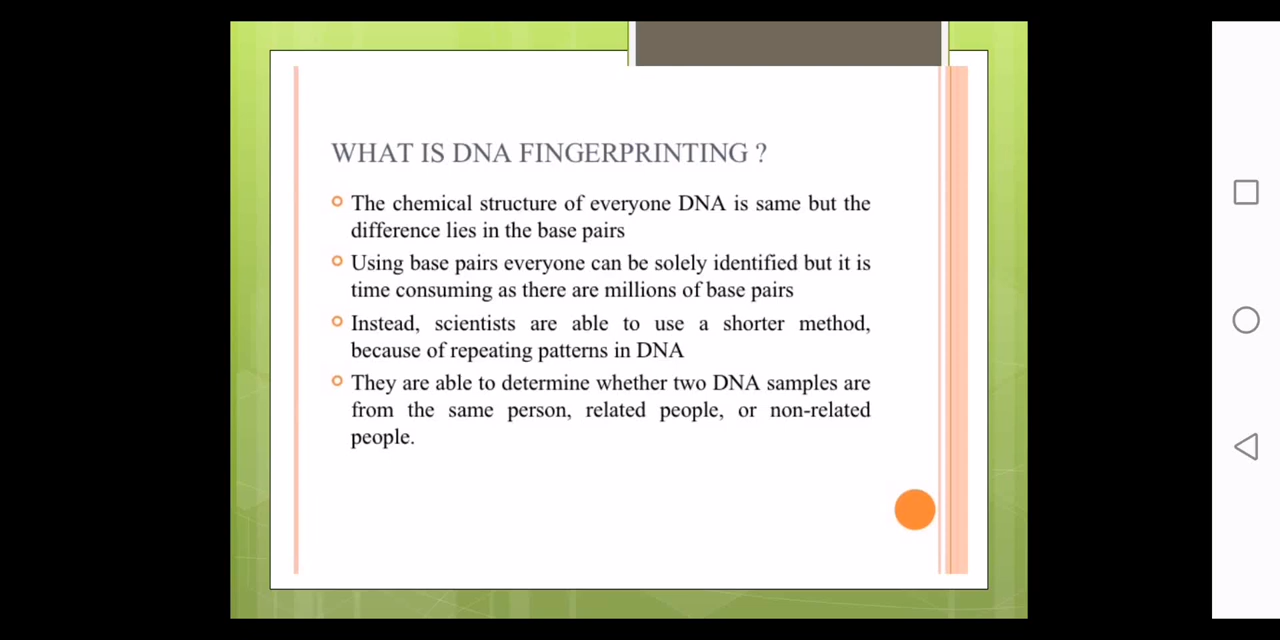 WHAT IS DNA FINGERPRINTING ?
The chemical structure of everyone DNA is same but the
difference lies in the base pairs
Using base pairs everyone can be solely identified but it is
time consuming as there are millions of base pairs
Instead, scientists are able to use a shorter method,
because of repeating patterns in DNA
They are able to determine whether two DNA samples are
from the same person, related people, or non-related
people.